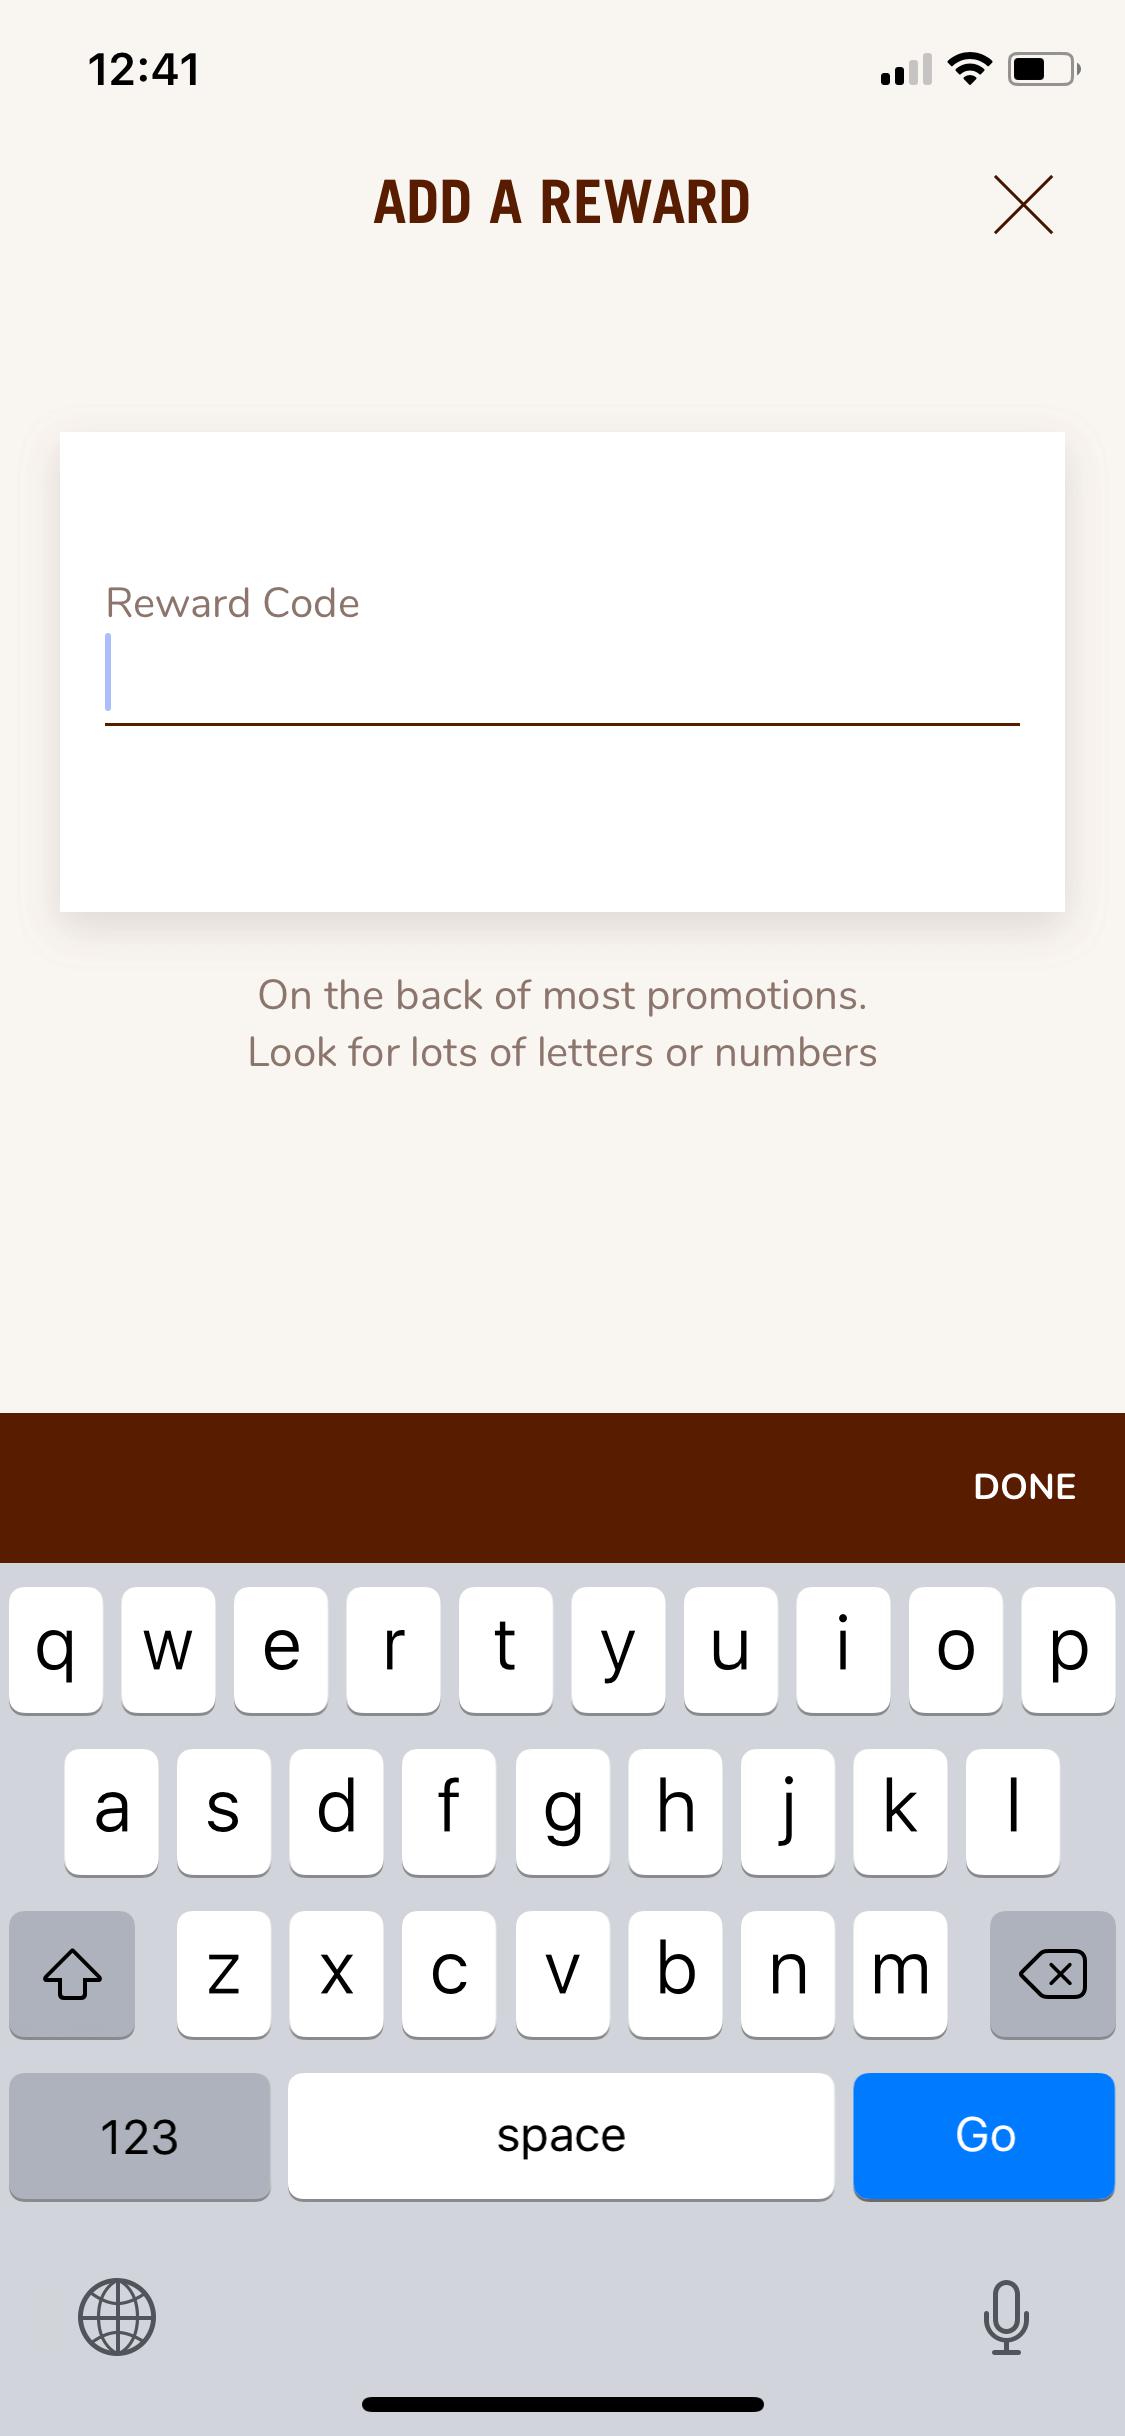 12:41
ADD A REWARD
Reward Code
On the back of most promotions.
Look for lots of letters or numbers
DONE
q w e r t y u i o p
a s d f g h j k l
z x c v b n m
123 space Go